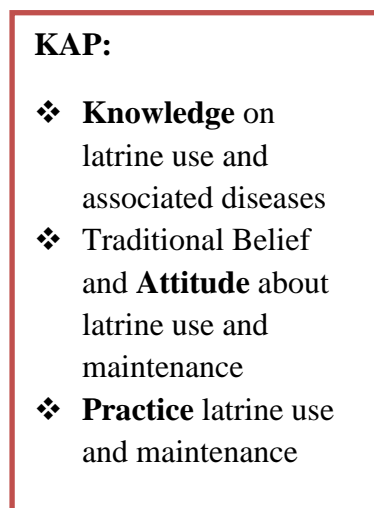 KAP:
❖ Knowledge on
latrine use and
associated diseases
❖ Traditional Belief
and Attitude about
latrine use and
maintenance
❖ Practice latrine use
and maintenance